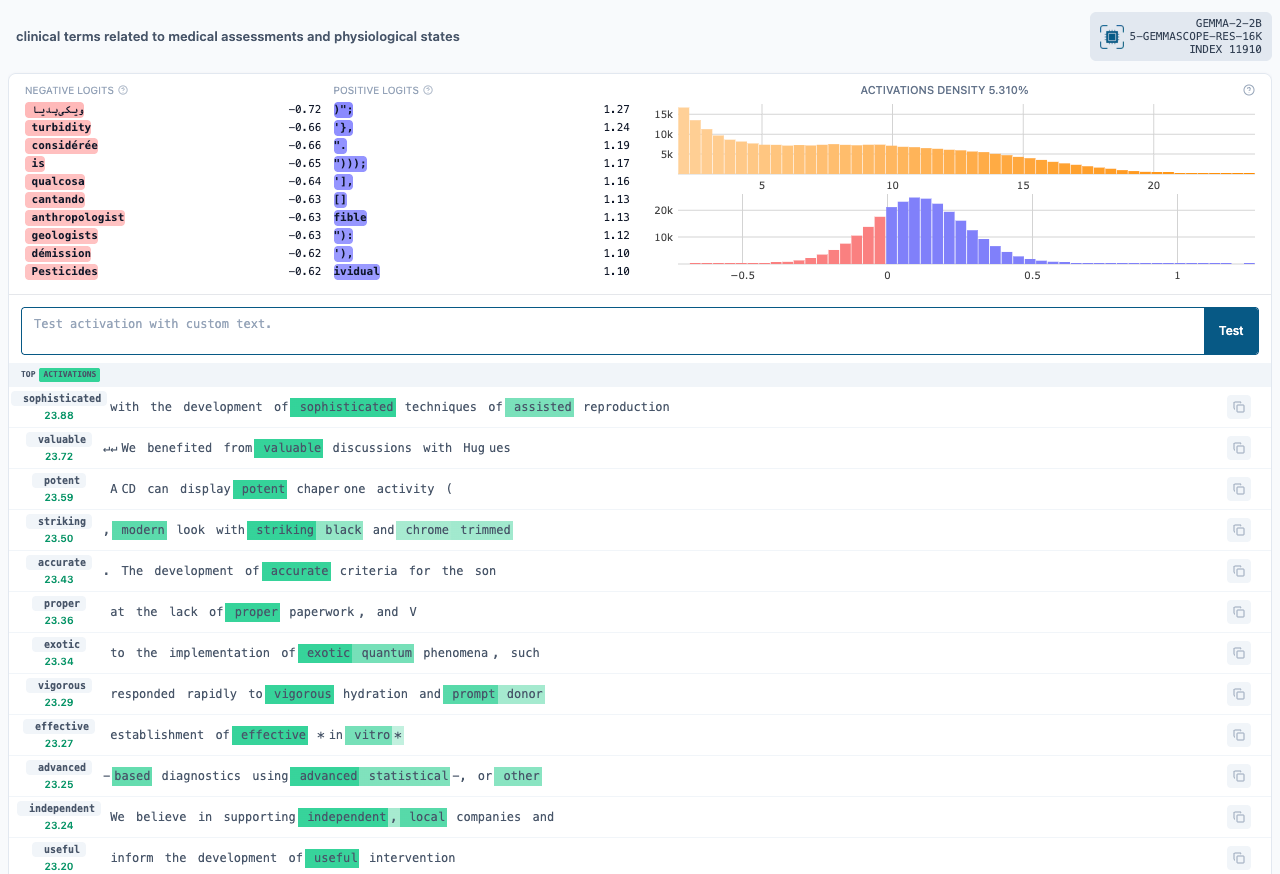 clinical terms related to medical assessments and physiological states
GEMMA-2-2B
5-GEMMASCOPE-RES-16K
INDEX 11910
NEGATIVE LOGITS
ویکی‌پدیا −0.72
turbidity −0.66
considérée −0.66
is −0.65
qualcosa −0.64
cantando −0.63
anthropologist −0.63
geologists −0.63
démission −0.62
Pesticides −0.62
POSITIVE LOGITS
)"; 1.27
'}, 1.24
". 1.19
"))); 1.17
'], 1.16
[] 1.13
fible 1.13
"): 1.12
'), 1.10
ividual 1.10
ACTIVATIONS DENSITY 5.310%
15k
10k
5k
5 10 15 20
20k
10k
−0.5 0 0.5 1
Test activation with custom text.
Test
TOP ACTIVATIONS
sophisticated
23.88
with the development of sophisticated techniques of assisted reproduction
valuable
23.72
↵↵We benefited from valuable discussions with Hug ues
potent
23.59
A CD can display potent chaper one activity (
striking
23.50
, modern look with striking black and chrome trimmed
accurate
23.43
. The development of accurate criteria for the son
proper
23.36
at the lack of proper paperwork , and V
exotic
23.34
to the implementation of exotic quantum phenomena , such
vigorous
23.29
responded rapidly to vigorous hydration and prompt donor
effective
23.27
establishment of effective * in vitro *
advanced
23.25
− based diagnostics using advanced statistical −, or other
independent
23.24
We believe in supporting independent , local companies and
useful
23.20
inform the development of useful intervention